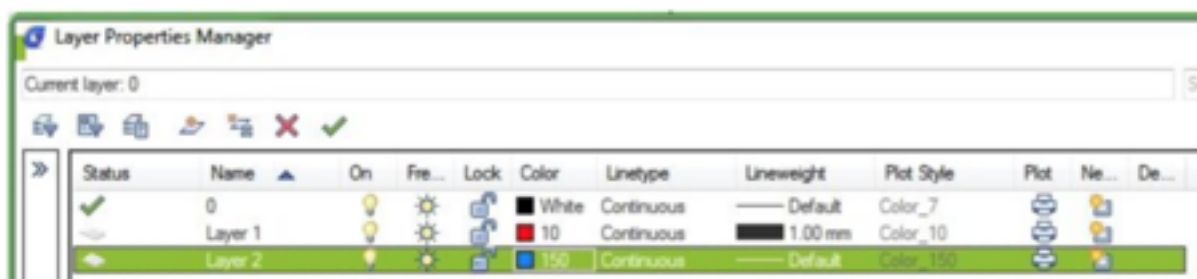 Layer Properties Manager
Current layer: 0
S
Status Name On Fre... Lock Color Linetype Lineweight Plot Style Plot Ne... De...
0 White Continuous Default Color_7
Layer 1 10 Continuous 1.00 mm Color_10
Layer 2 150 Continuous Default Color_150